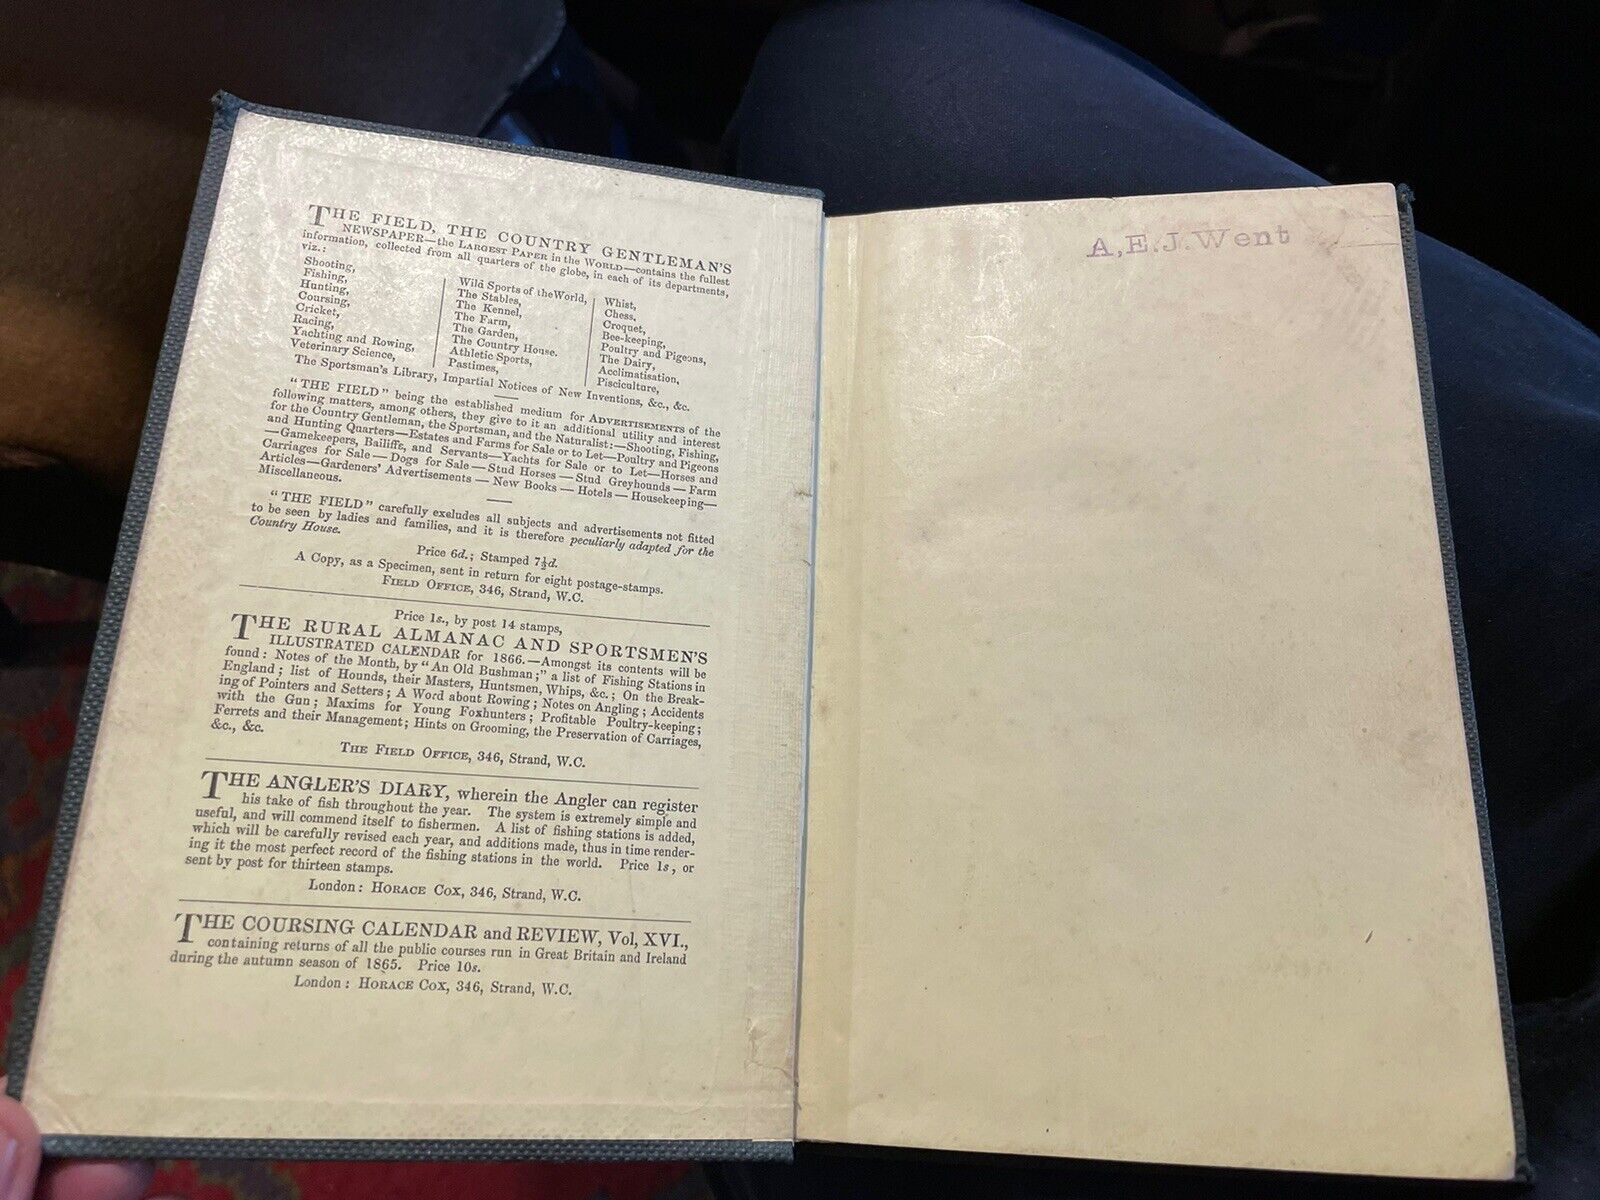 THE FIELD, THE COUNTRY GENTLEMAN'S
NEWSPAPER—the LARGEST PAPER in the WORLD—contains the fullest
information, collected from all quarters of the globe, in each of its departments,
viz.:
Shooting,
Fishing,
Hunting,
Coursing,
Cricket,
Racing,
Yachting and Rowing,
Veterinary Science,
Wild Sports of the World,
The Stables,
The Kennel,
The Farm,
The Garden,
The Country House.
Athletic Sports,
Pastimes,
Whist,
Chess,
Croquet,
Bee-keeping,
Poultry and Pigeons,
The Dairy,
Acclimatisation,
Pisciculture,
The Sportsman's Library, Impartial Notices of New Inventions, &c., &c.
"THE FIELD" being the established medium for ADVERTISEMENTS of the
following matters, among others, they give to it an additional utility and interest
for the Country Gentleman, the Sportsman, and the Naturalist:—Shooting, Fishing,
and Hunting Quarters—Estates and Farms for Sale or to Let—Poultry and Pigeons
—Gamekeepers, Bailiffs, and Servants—Yachts for Sale or to Let—Horses and
Carriages for Sale — Dogs for Sale — Stud Horses — Stud Greyhounds — Farm
Articles—Gardeners' Advertisements — New Books — Hotels — Housekeeping—
Miscellaneous.
"THE FIELD" carefully excludes all subjects and advertisements not fitted
to be seen by ladies and families, and it is therefore peculiarly adapted for the
Country House.
Price 6d.; Stamped 7½d.
A Copy, as a Specimen, sent in return for eight postage-stamps.
FIELD OFFICE, 346, Strand, W.C.
Price 1s., by post 14 stamps,
THE RURAL ALMANAC AND SPORTSMEN'S
ILLUSTRATED CALENDAR for 1866.—Amongst its contents will be
found: Notes of the Month, by "An Old Bushman;" a list of Fishing Stations in
England; list of Hounds, their Masters, Huntsmen, Whips, &c.; On the Break-
ing of Pointers and Setters; A Word about Rowing; Notes on Angling; Accidents
with the Gun; Maxims for Young Foxhunters; Profitable Poultry-keeping;
Ferrets and their Management; Hints on Grooming, the Preservation of Carriages,
&c., &c.
THE FIELD OFFICE, 346, Strand, W.C.
THE ANGLER'S DIARY, wherein the Angler can register
his take of fish throughout the year. The system is extremely simple and
useful, and will commend itself to fishermen. A list of fishing stations is added,
which will be carefully revised each year, and additions made, thus in time render-
ing it the most perfect record of the fishing stations in the world. Price 1s, or
sent by post for thirteen stamps.
London: HORACE COX, 346, Strand, W.C.
THE COURSING CALENDAR and REVIEW, Vol, XVI.,
containing returns of all the public courses run in Great Britain and Ireland
during the autumn season of 1865. Price 10s.
London: HORACE COX, 346, Strand, W.C.
A,E.J.Went